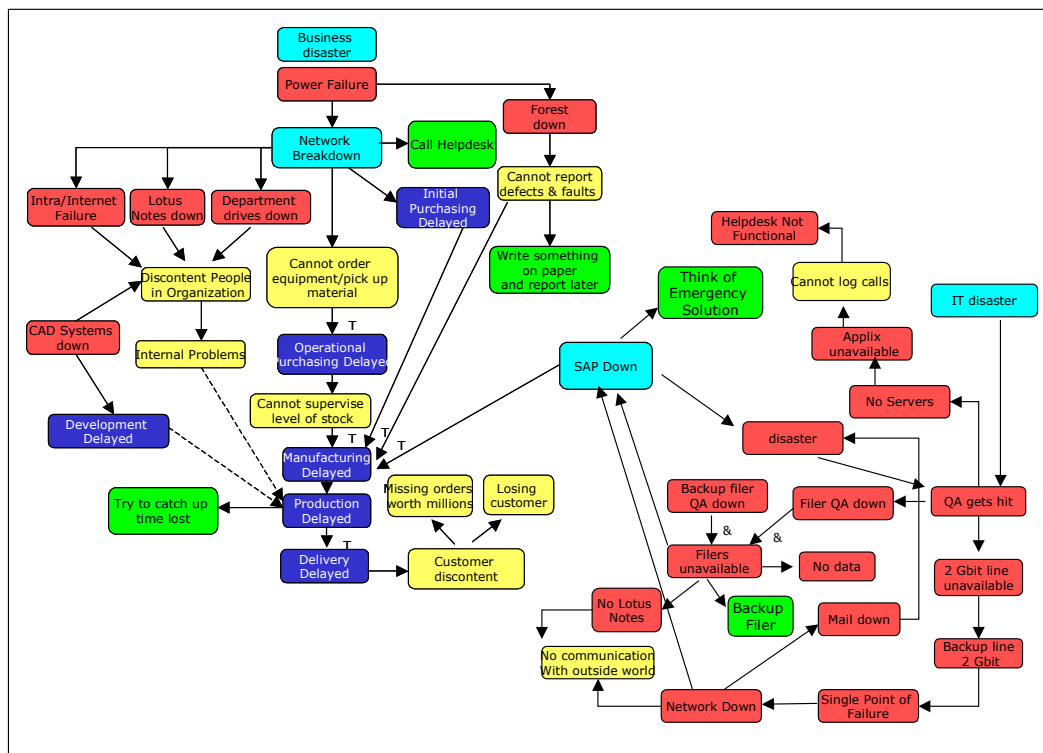 Business
disaster
Power Failure
Forest
down
Network
Breakdown
Call Helpdesk
Cannot report
defects & faults
Intra/Internet
Failure
Lotus
Notes down
Department
drives down
Initial
Purchasing
Delayed
Helpdesk Not
Functional
Write something
on paper
and report later
Cannot order
equipment/pick up
material
Discontent People
in Organization
Think of
Emergency
Solution
Cannot log calls
IT disaster
CAD Systems
down
Internal Problems
T
Operational
Purchasing Delayed
SAP Down
Applix
unavailable
No Servers
Cannot supervise
level of stock
Development
Delayed
T
T
T
disaster
Manufacturing
Delayed
Missing orders
worth millions
Losing
customer
Backup filer
QA down
Filer QA down
QA gets hit
Try to catch up
time lost
Production
Delayed
T
&
&
Delivery
Delayed
Customer
discontent
Filers
unavailable
No data
2 Gbit line
unavailable
No Lotus
Notes
Backup
Filer
Mail down
No communication
With outside world
Backup line
2 Gbit
Network Down
Single Point of
Failure